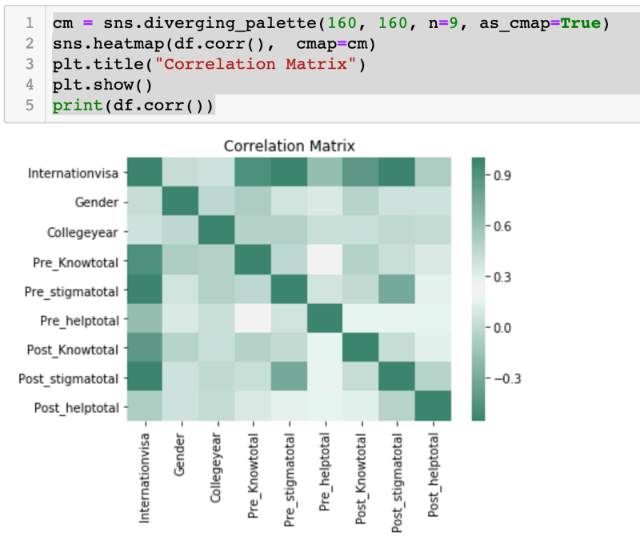 1 cm = sns.diverging_palette(160, 160, n=9, as_cmap=True)
2 sns.heatmap(df.corr(),  cmap=cm)
3 plt.title("Correlation Matrix")
4 plt.show()
5 print(df.corr())
Correlation Matrix
Internationvisa
Gender
Collegeyear
Pre_Knowtotal
Pre_stigmatotal
Pre_helptotal
Post_Knowtotal
Post_stigmatotal
Post_helptotal
0.9
0.6
0.3
0.0
−0.3
Internationvisa
Gender
Collegeyear
Pre_Knowtotal
Pre_stigmatotal
Pre_helptotal
Post_Knowtotal
Post_stigmatotal
Post_helptotal